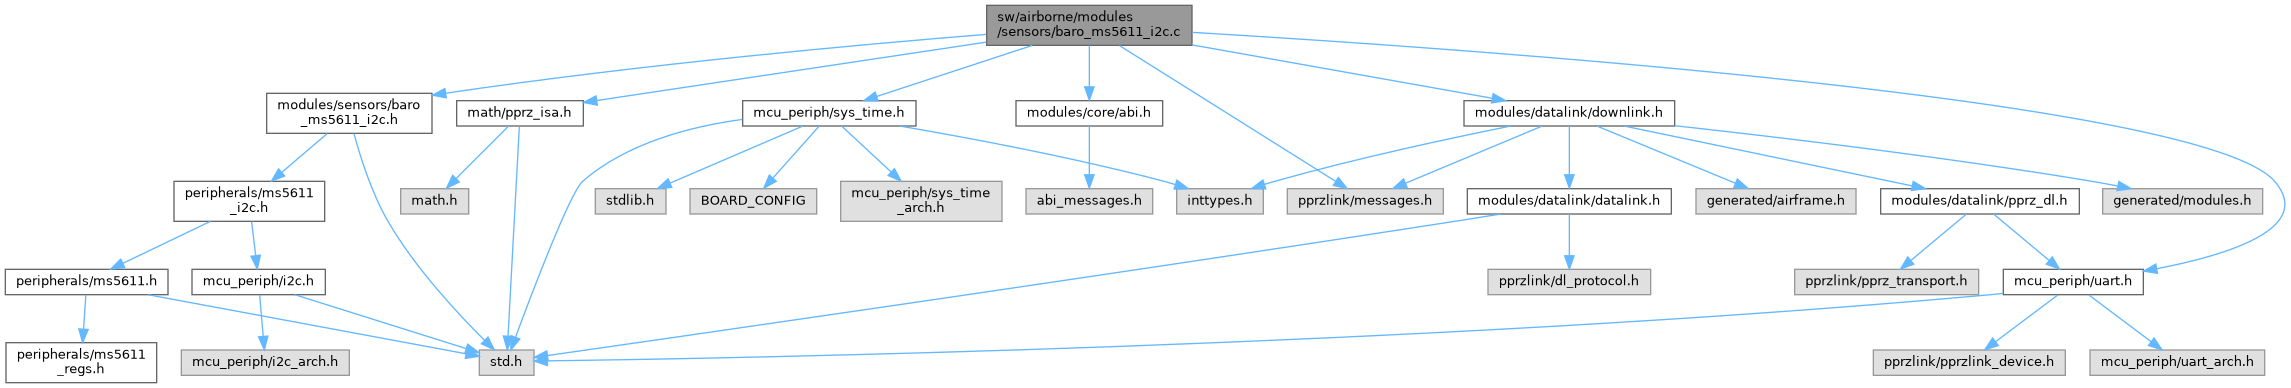 sw/airborne/modules
/sensors/baro_ms5611_i2c.c
modules/sensors/baro
_ms5611_i2c.h
math/pprz_isa.h
mcu_periph/sys_time.h
modules/core/abi.h
modules/datalink/downlink.h
peripherals/ms5611
_i2c.h
math.h
stdlib.h
BOARD_CONFIG
mcu_periph/sys_time
_arch.h
abi_messages.h
inttypes.h
pprzlink/messages.h
modules/datalink/datalink.h
generated/airframe.h
modules/datalink/pprz_dl.h
generated/modules.h
peripherals/ms5611.h
mcu_periph/i2c.h
pprzlink/dl_protocol.h
pprzlink/pprz_transport.h
mcu_periph/uart.h
peripherals/ms5611
_regs.h
mcu_periph/i2c_arch.h
std.h
pprzlink/pprzlink_device.h
mcu_periph/uart_arch.h